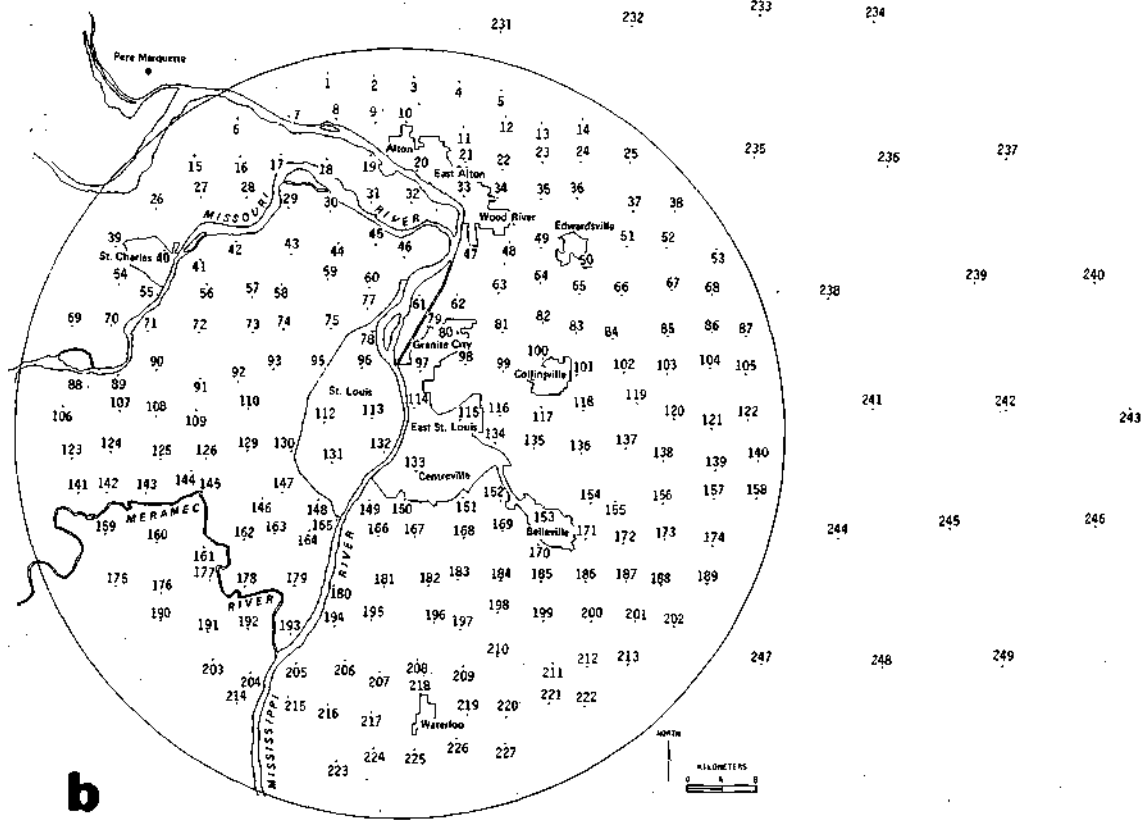 233
231 232 234
Pere Marquette
1 2 3 4 5
7 8 9 10
6 11 12 13 14
Alton
15 16 17 18 19 20 21 22 23 24 25 235 236 237
East Alton
26 27 28 29 30 31 32 33 34 35 36
37 38
MISSOURI RIVER
Wood River
Edwardsville
39 40 42 43 44 45 46 47 48 49 50 51 52
St. Charles
41 53
54 55 56 57 58 59 60 63 64 65 66 67 68 238 239 240
77 61 62
69 70 71 72 73 74 75 78 79 80 81 82 83 84 85 86 87
Granite City
90 92 93 95 96 97 98 99 100 101 102 103 104 105
Collinsville
88 89 91
St. Louis
106 107 108 109 110 112 113 114 115 116 117 118 119 120 121 122 241 242 243
East St. Louis
123 124 125 126 129 130 131 132 134 135 136 137 138 139 140
133
Centreville
141 142 143 144 145 147 152 154 156 157 158
146 148 149 150 151 153 155
MERAMEC
Belleville
159 160 162 163 164 165 166 167 168 169 171 172 173 174 244 245 246
161 170
177
RIVER
175 176 178 179 180 181 182 183 184 185 186 187 188 189
RIVER
190 191 192 193 194 195 196 197 198 199 200 201 202
210
203 204 205 206 207 208 209 211 212 213 247 248 249
214 215 216 217 218 219 220 221 222
Waterloo
MISSISSIPPI
NORTH
223 224 225 226 227
KILOMETERS
0 4 8
b